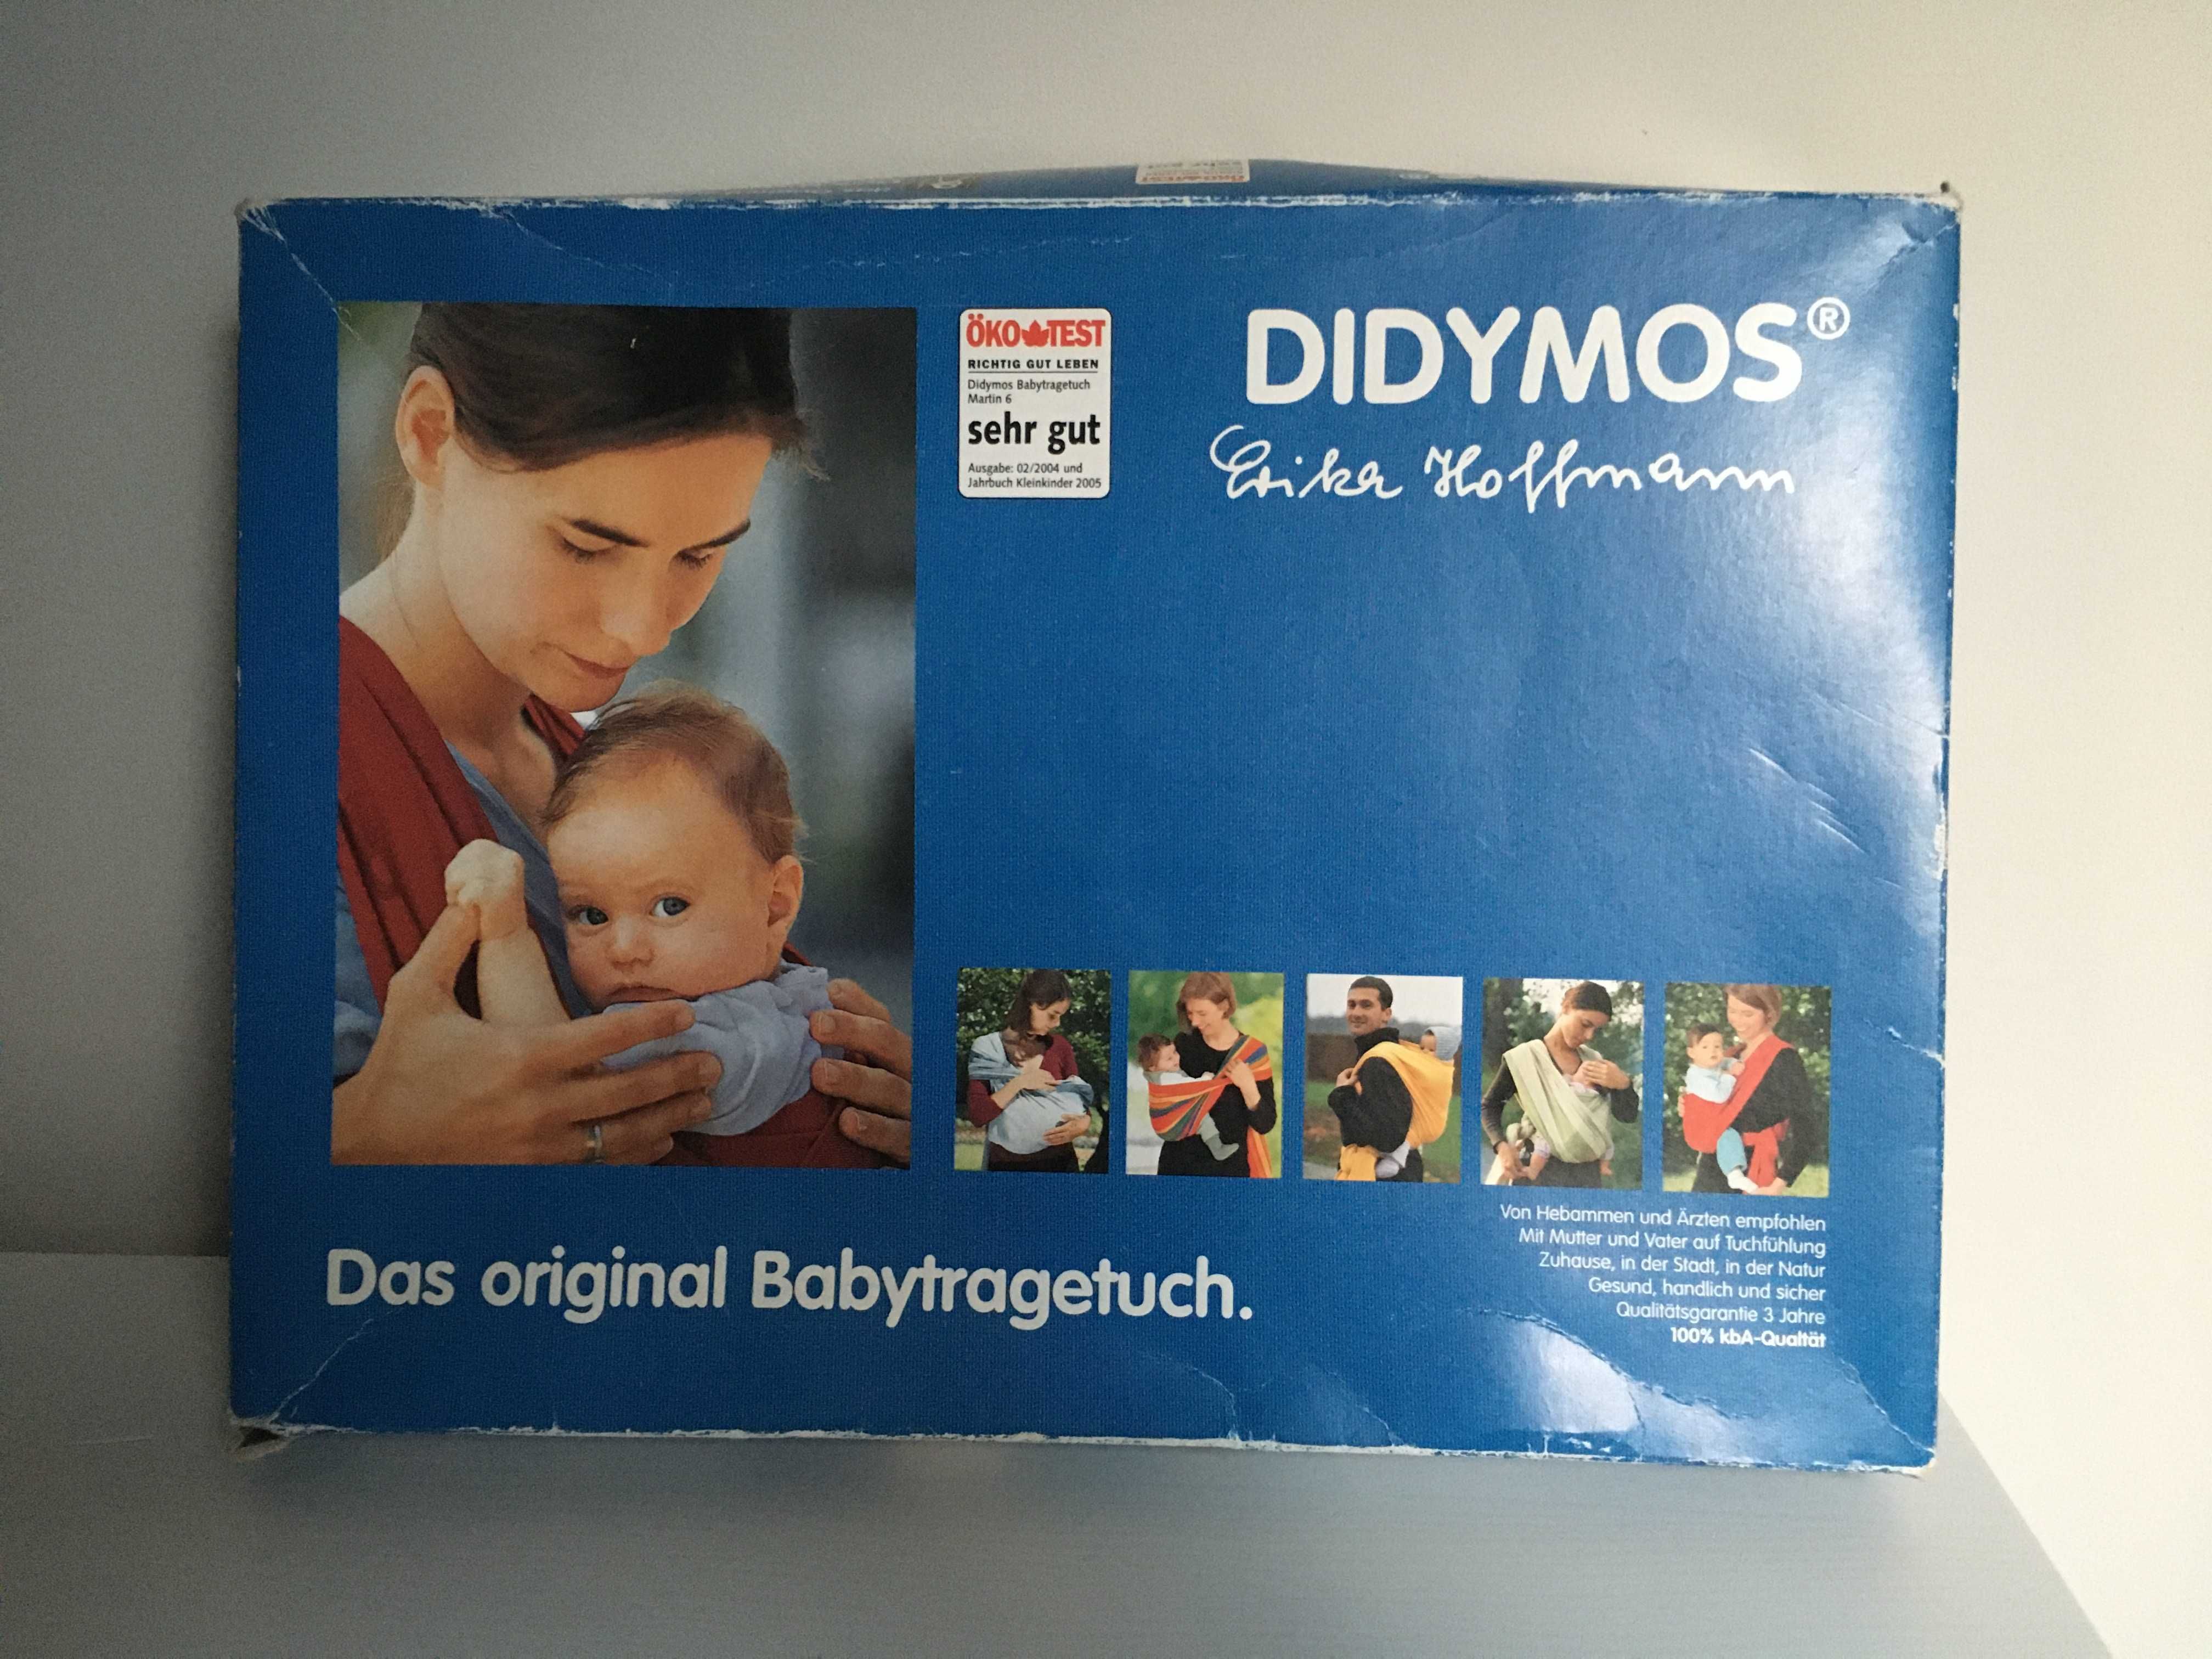 ÖKO TEST
RICHTIG GUT LEBEN
Didymos Babytragetuch
Martin 6
sehr gut
Ausgabe: 02/2004 und
Jahrbuch Kleinkinder 2005
DIDYMOS®
Erika Hoffmann
Von Hebammen und Ärzten empfohlen
Mit Mutter und Vater auf Tuchfühlung
Zuhause, in der Stadt, in der Natur
Gesund, handlich und sicher
Qualitätsgarantie 3 Jahre
100% kbA-Qualtät
Das original Babytragetuch.